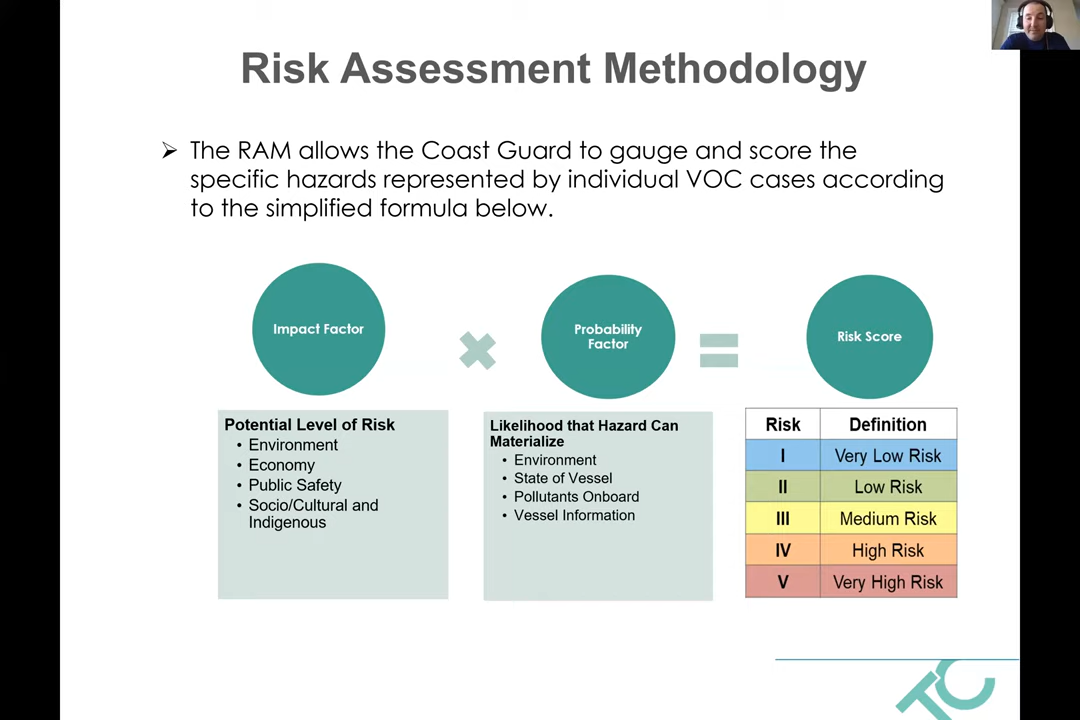 Risk Assessment Methodology
➢ The RAM allows the Coast Guard to gauge and score the
specific hazards represented by individual VOC cases according
to the simplified formula below.
Impact Factor
Probability
Factor
Risk Score
Potential Level of Risk
• Environment
• Economy
• Public Safety
• Socio/Cultural and
Indigenous
Likelihood that Hazard Can
Materialize
• Environment
• State of Vessel
• Pollutants Onboard
• Vessel Information
Risk Definition
I Very Low Risk
II Low Risk
III Medium Risk
IV High Risk
V Very High Risk
TC